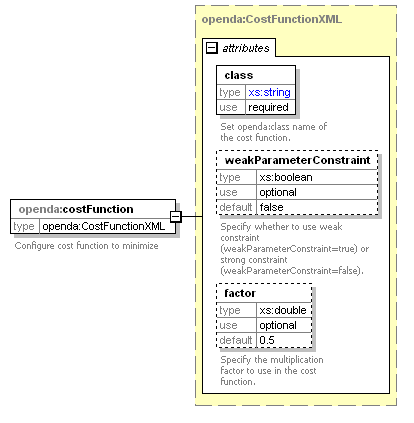 openda:CostFunctionXML
attributes
class
type xs:string
use required
Set openda:class name of
the cost function.
weakParameterConstraint
type xs:boolean
use optional
default false
Specify whether to use weak
constraint
(weakParameterConstraint=true) or
strong constraint
(weakParameterConstraint=false).
openda:costFunction
type openda:CostFunctionXML
Configure cost function to minimize
factor
type xs:double
use optional
default 0.5
Specify the multiplication
factor to use in the cost
function.